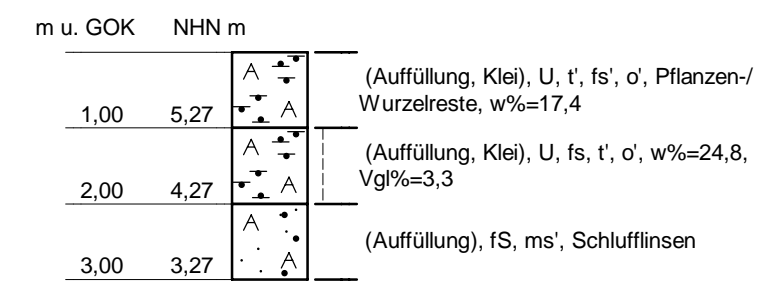 m u. GOK NHN m
A
(Auffüllung, Klei), U, t', fs', o', Pflanzen-/
Wurzelreste, w%=17,4
1,00 5,27 A
A
(Auffüllung, Klei), U, fs, t', o', w%=24,8,
Vgl%=3,3
2,00 4,27 A
A
(Auffüllung), fS, ms', Schlufflinsen
3,00 3,27 A